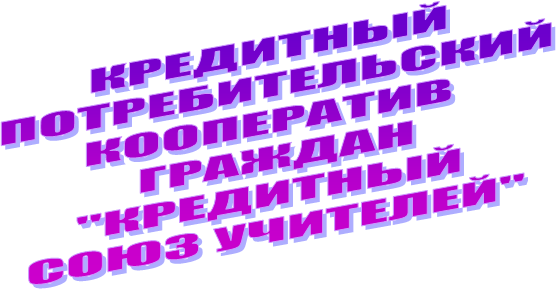 КРЕДИТНЫЙ
ПОТРЕБИТЕЛЬСКИЙ
КООПЕРАТИВ
ГРАЖДАН
"КРЕДИТНЫЙ
СОЮЗ УЧИТЕЛЕЙ"